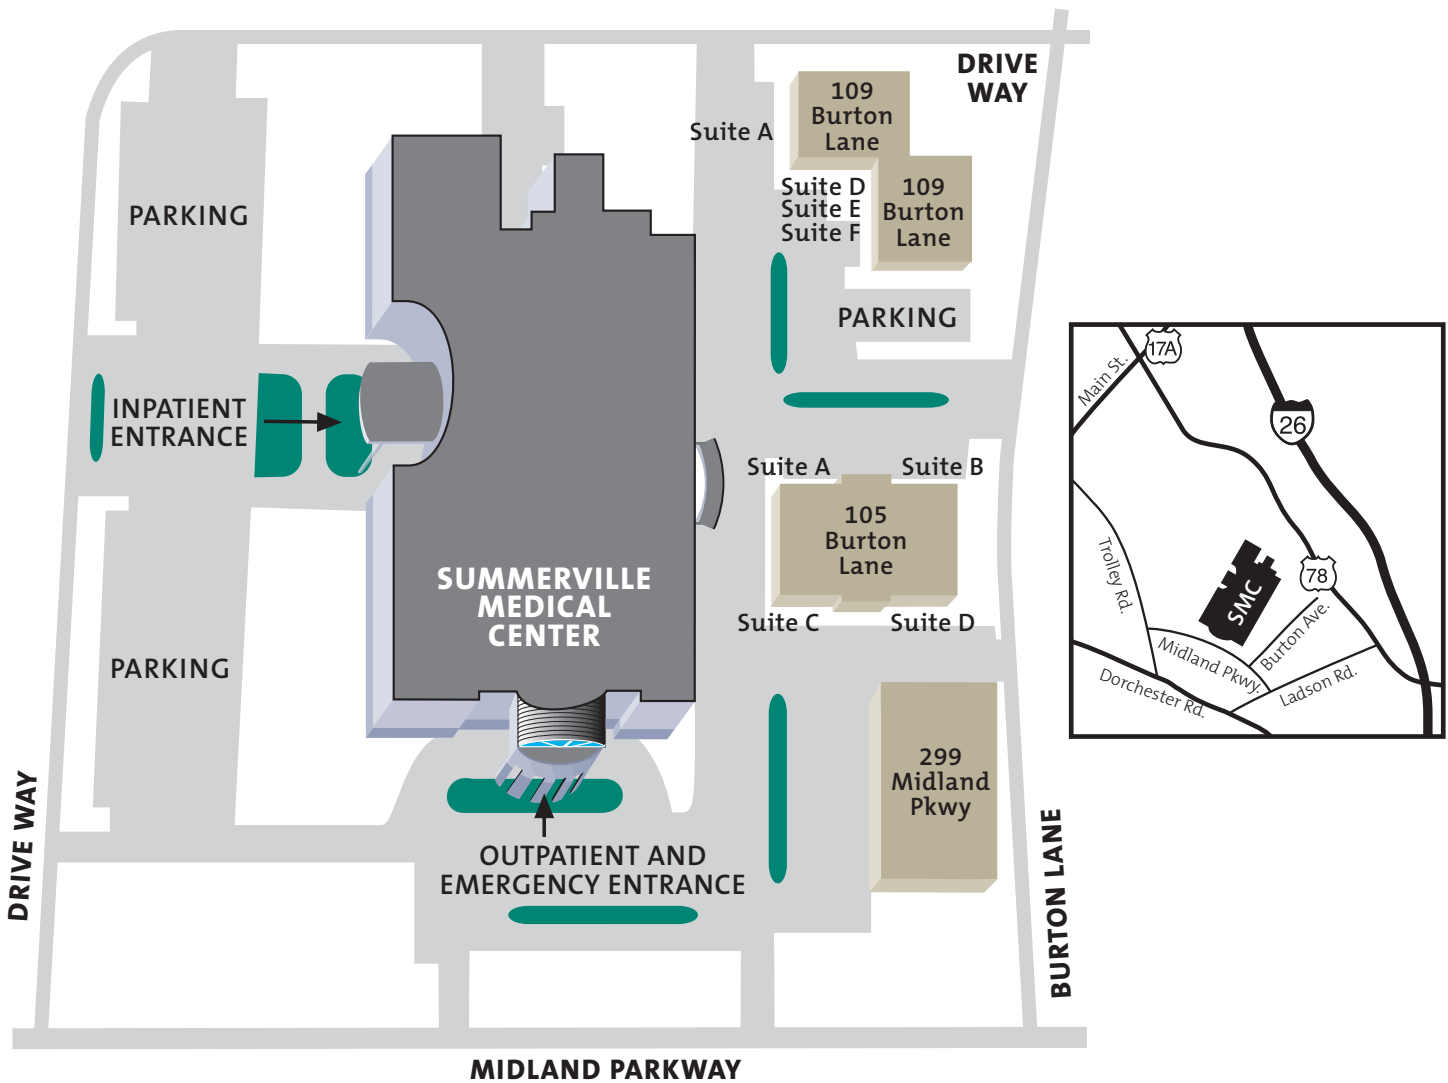 DRIVE
WAY
109
Burton
Lane
Suite A
Suite D
Suite E
Suite F
109
Burton
Lane
PARKING
PARKING
INPATIENT
ENTRANCE
Suite A
Suite B
105
Burton
Lane
Suite C
Suite D
SUMMERVILLE
MEDICAL
CENTER
PARKING
299
Midland
Pkwy
OUTPATIENT AND
EMERGENCY ENTRANCE
DRIVE WAY
BURTON LANE
MIDLAND PARKWAY
17A
Main St.
26
78
Trolley Rd.
SMC
Burton Ave.
Midland Pkwy.
Ladson Rd.
Dorchester Rd.